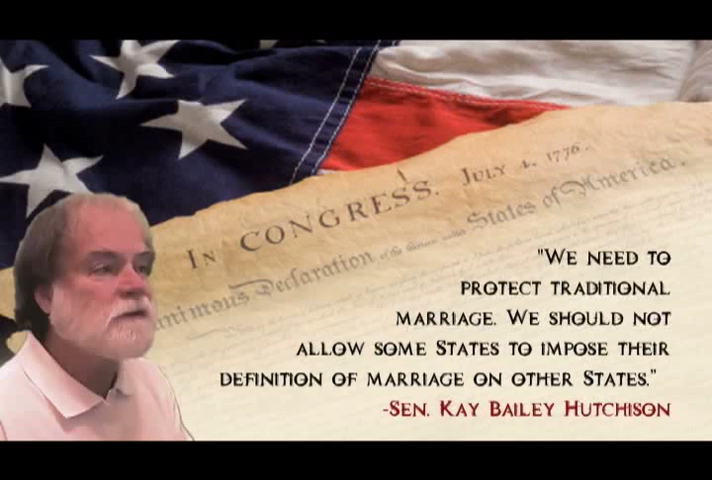 In CONGRESS. July 4, 1776.
Declaration States of America.
"We need to
protect traditional
marriage. We should not
allow some States to impose their
definition of marriage on other States."
-Sen. Kay Bailey Hutchison